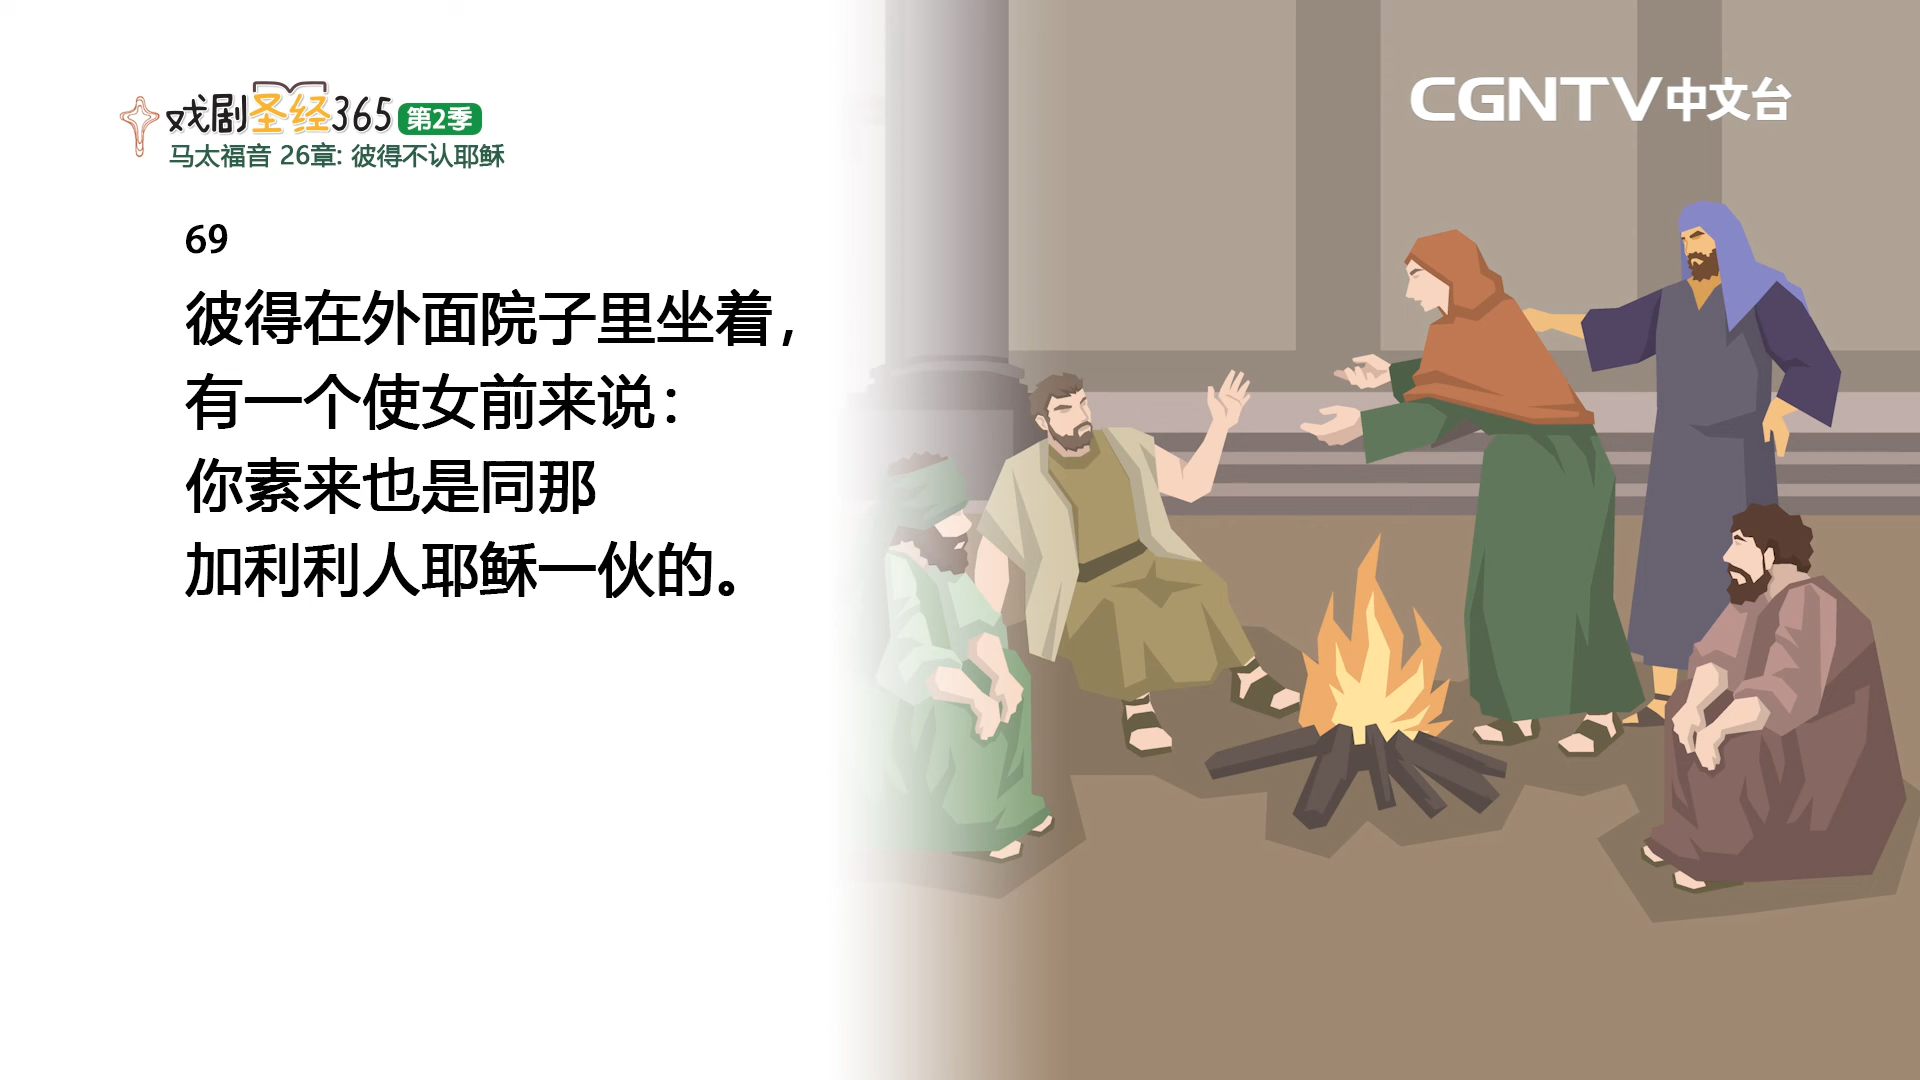 戏剧圣经365 第2季
马太福音 26章: 彼得不认耶稣
CGNTV中文台
69
彼得在外面院子里坐着，
有一个使女前来说：
你素来也是同那
加利利人耶稣一伙的。